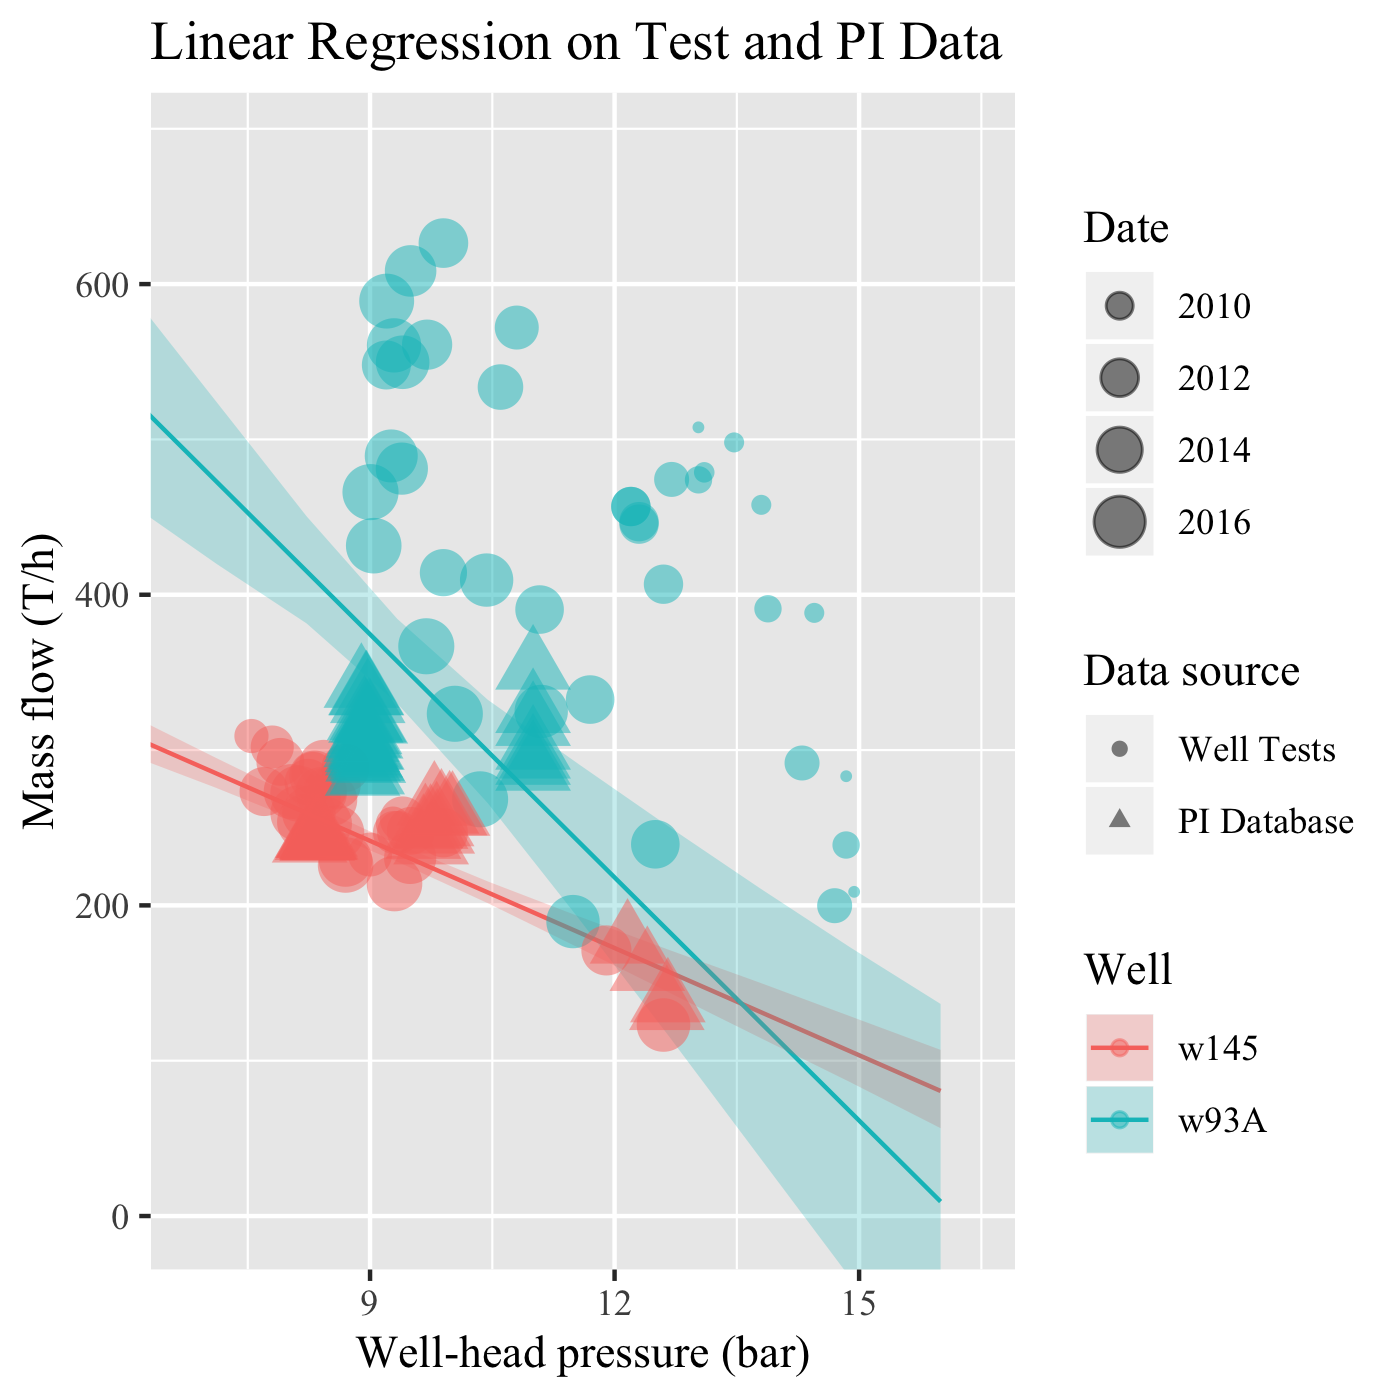 Linear Regression on Test and PI Data
Mass flow (T/h)
600
400
200
0
9 12 15
Well-head pressure (bar)
Date
2010
2012
2014
2016
Data source
Well Tests
PI Database
Well
w145
w93A